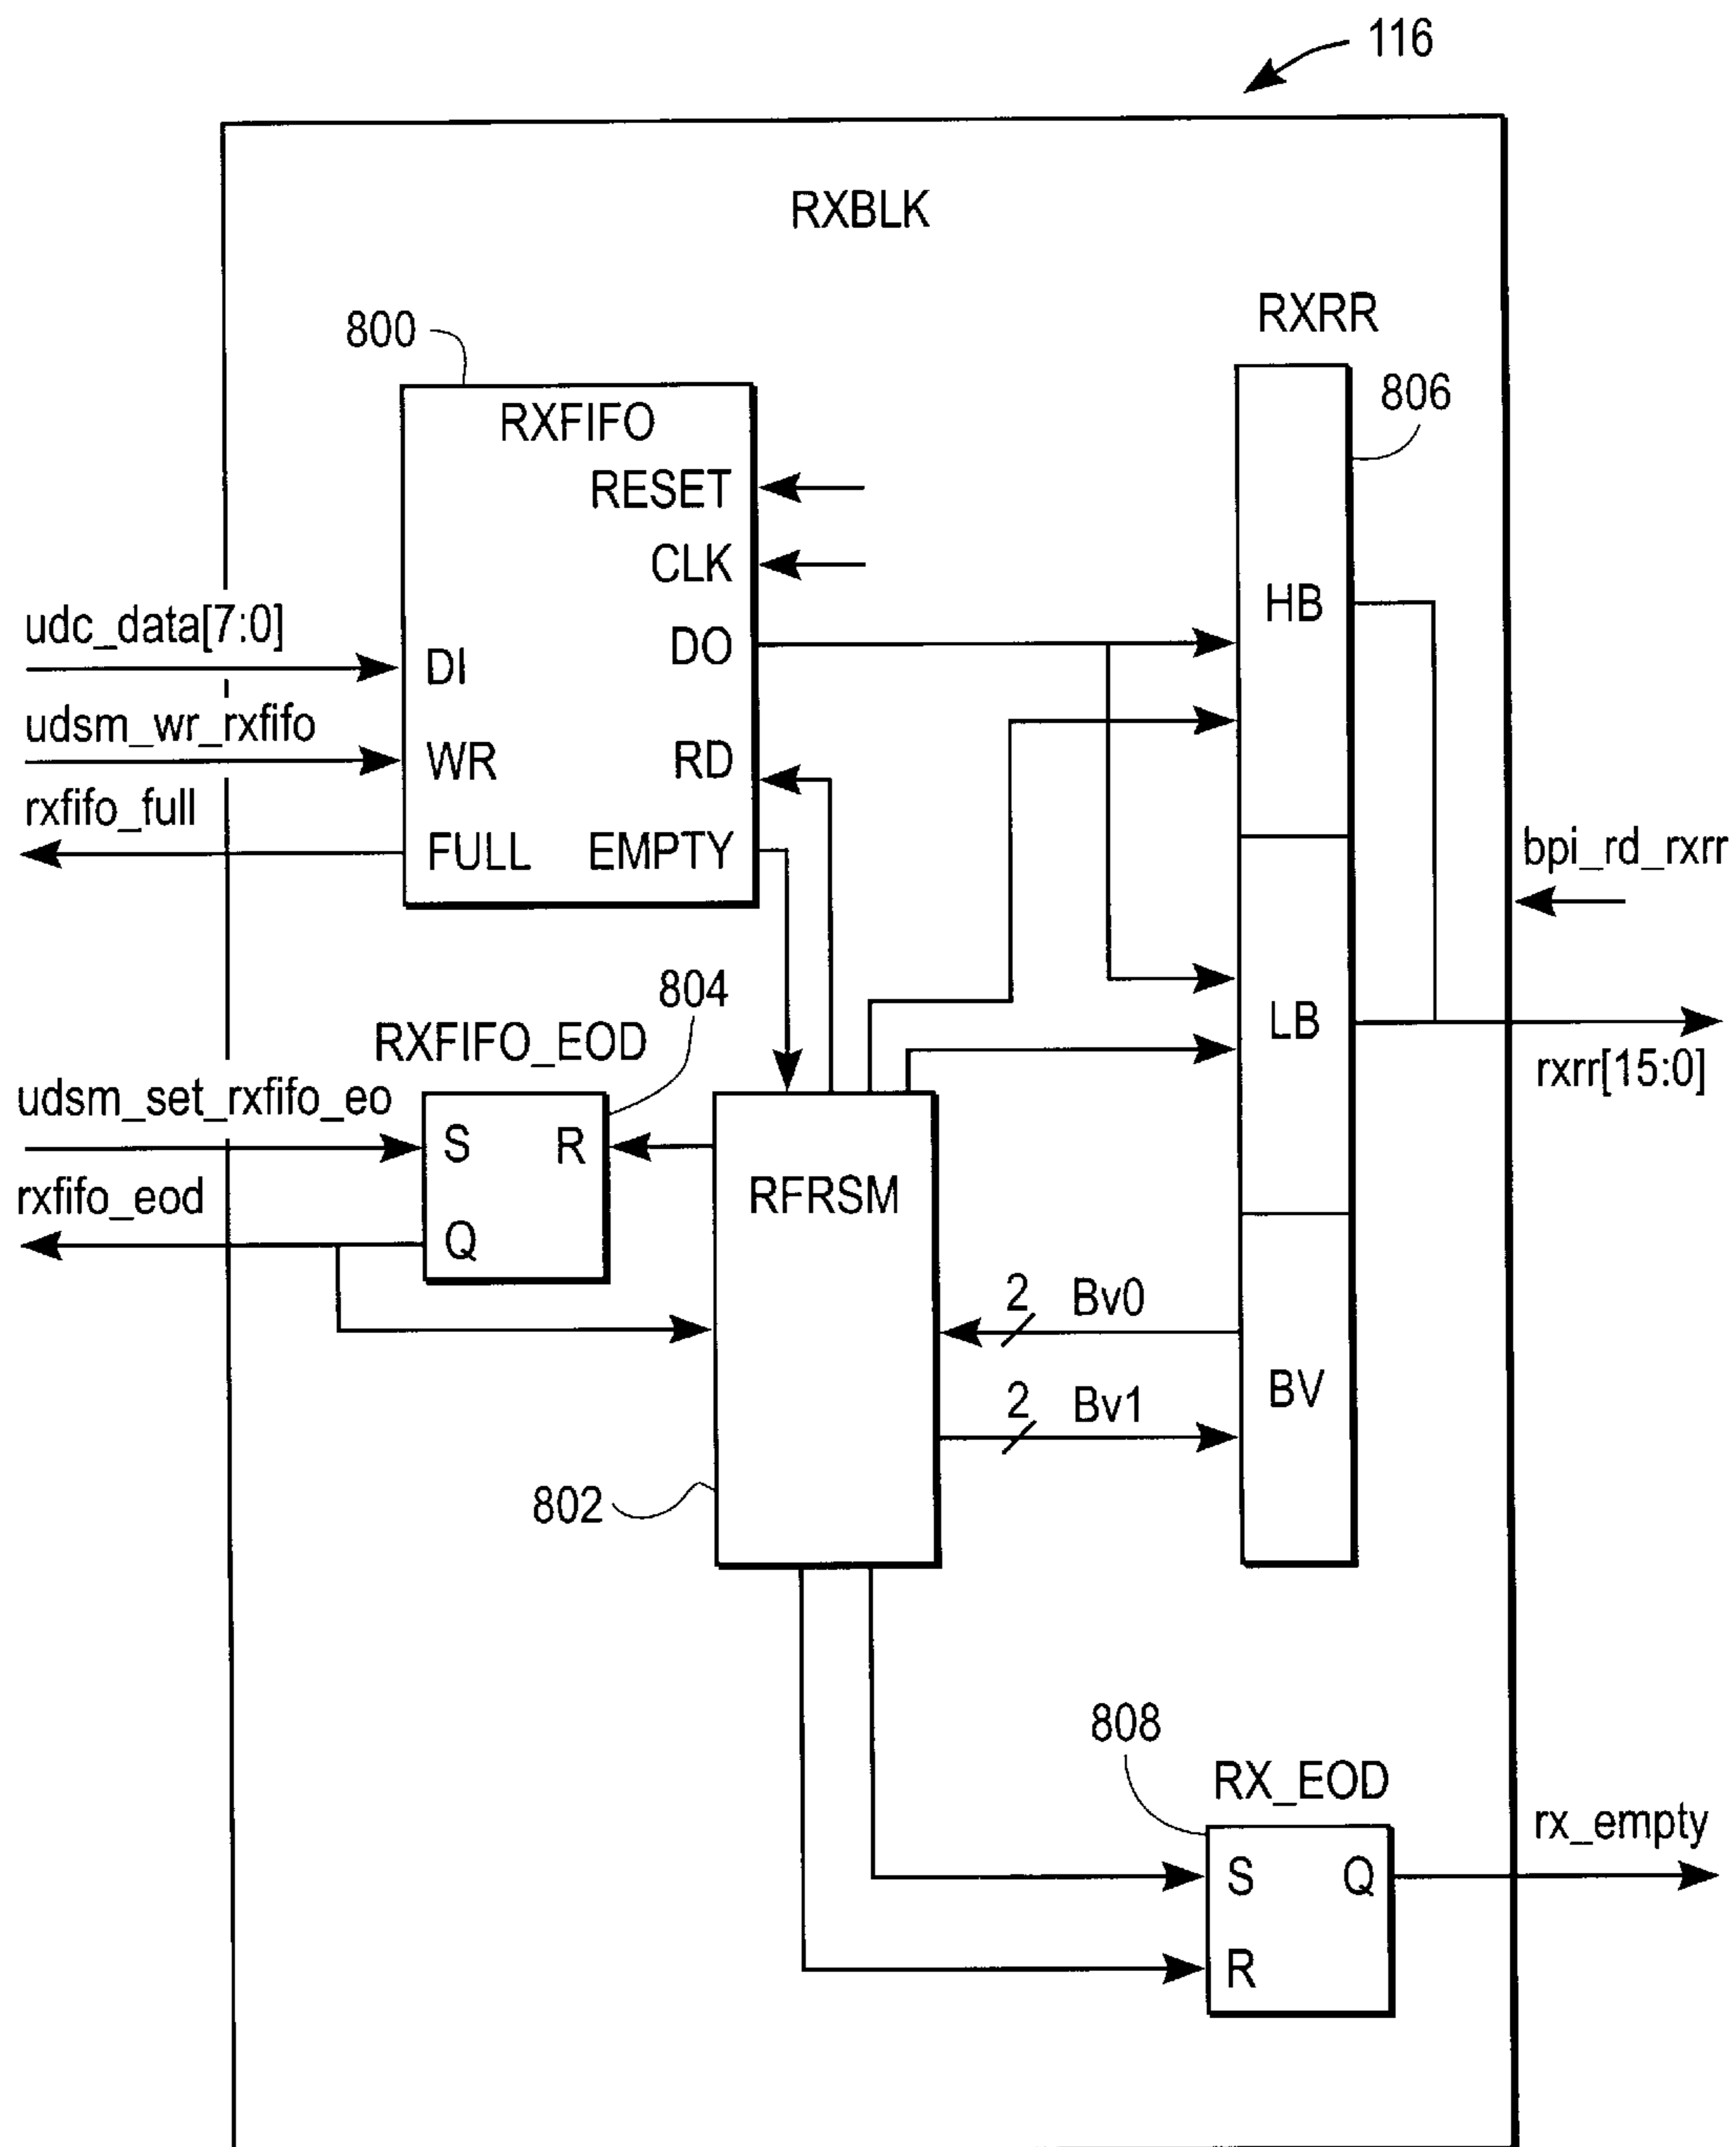 116
RXBLK
RXRR
800
806
RXFIFO
RESET
CLK
HB
udc_data[7:0]
DO
DI
udsm_wr_rxfifo
WR
RD
rxfifo_full
FULL
EMPTY
bpi_rd_rxrr
804
RXFIFO_EOD
LB
rxrr[15:0]
udsm_set_rxfifo_eo
S
R
RFRSM
rxfifo_eod
Q
2
Bv0
BV
2
Bv1
802
808
RX_EOD
rx_empty
S
Q
R